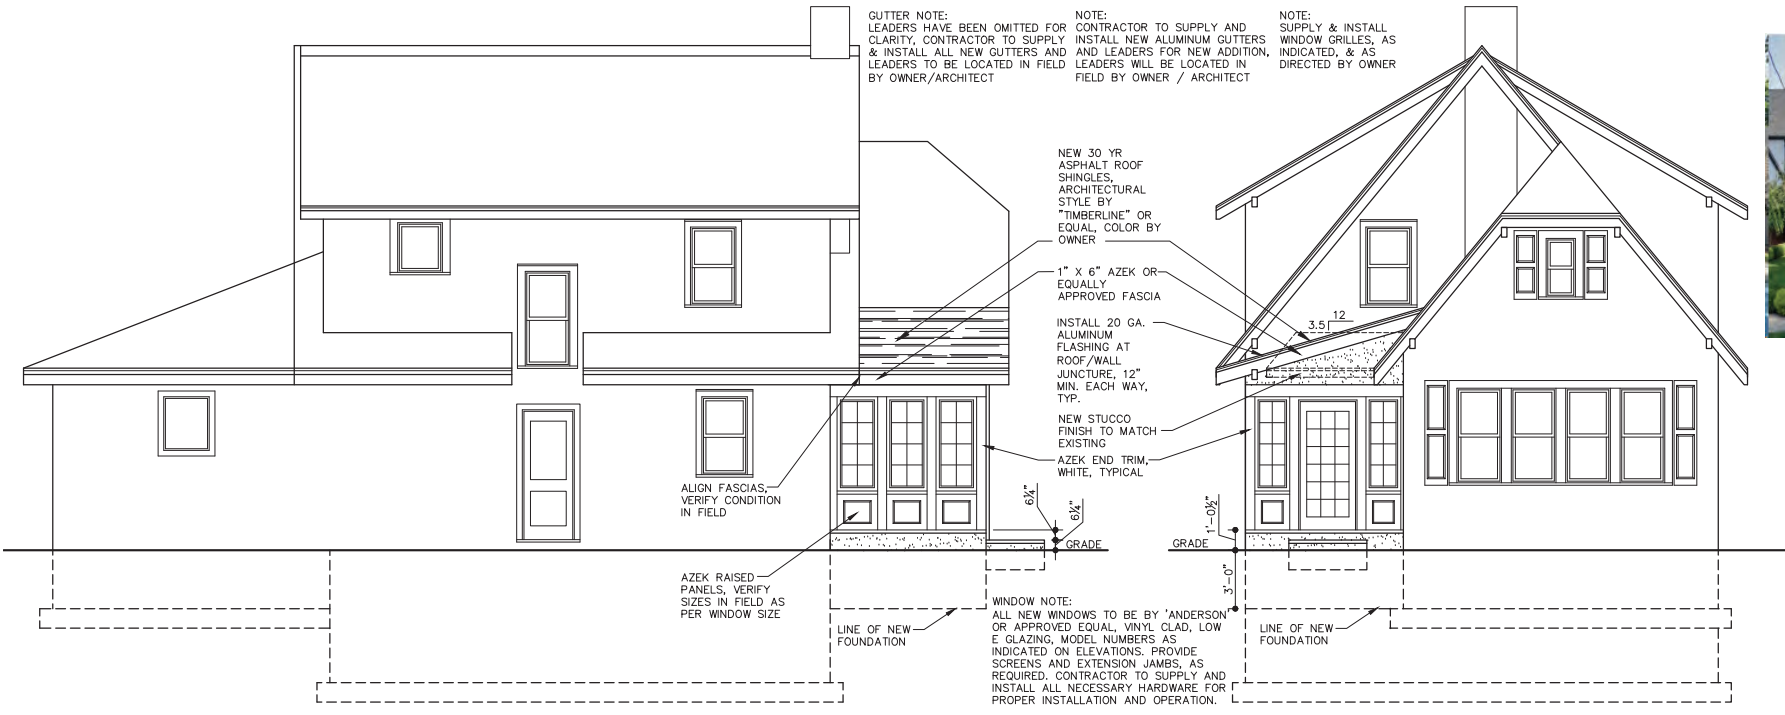 GUTTER NOTE:
LEADERS HAVE BEEN OMITTED FOR
CLARITY, CONTRACTOR TO SUPPLY
& INSTALL ALL NEW GUTTERS AND
LEADERS TO BE LOCATED IN FIELD
BY OWNER/ARCHITECT
NOTE:
CONTRACTOR TO SUPPLY AND
INSTALL NEW ALUMINUM GUTTERS
AND LEADERS FOR NEW ADDITION,
LEADERS WILL BE LOCATED IN
FIELD BY OWNER / ARCHITECT
NOTE:
SUPPLY & INSTALL
WINDOW GRILLES, AS
INDICATED, & AS
DIRECTED BY OWNER
NEW 30 YR
ASPHALT ROOF
SHINGLES,
ARCHITECTURAL
STYLE BY
"TIMBERLINE" OR
EQUAL, COLOR BY
OWNER
1" X 6" AZEK OR
EQUALLY
APPROVED FASCIA
INSTALL 20 GA.
ALUMINUM
FLASHING AT
ROOF/WALL
JUNCTURE, 12"
MIN. EACH WAY,
TYP.
NEW STUCCO
FINISH TO MATCH
EXISTING
AZEK END TRIM,
WHITE, TYPICAL
12
3.5
ALIGN FASCIAS,
VERIFY CONDITION
IN FIELD
6¼"
6¼"
GRADE
GRADE
1'-0½"
3'-0"
AZEK RAISED
PANELS, VERIFY
SIZES IN FIELD AS
PER WINDOW SIZE
LINE OF NEW
FOUNDATION
WINDOW NOTE:
ALL NEW WINDOWS TO BE BY 'ANDERSON'
OR APPROVED EQUAL, VINYL CLAD, LOW
E GLAZING, MODEL NUMBERS AS
INDICATED ON ELEVATIONS. PROVIDE
SCREENS AND EXTENSION JAMBS, AS
REQUIRED. CONTRACTOR TO SUPPLY AND
INSTALL ALL NECESSARY HARDWARE FOR
PROPER INSTALLATION AND OPERATION.
LINE OF NEW
FOUNDATION